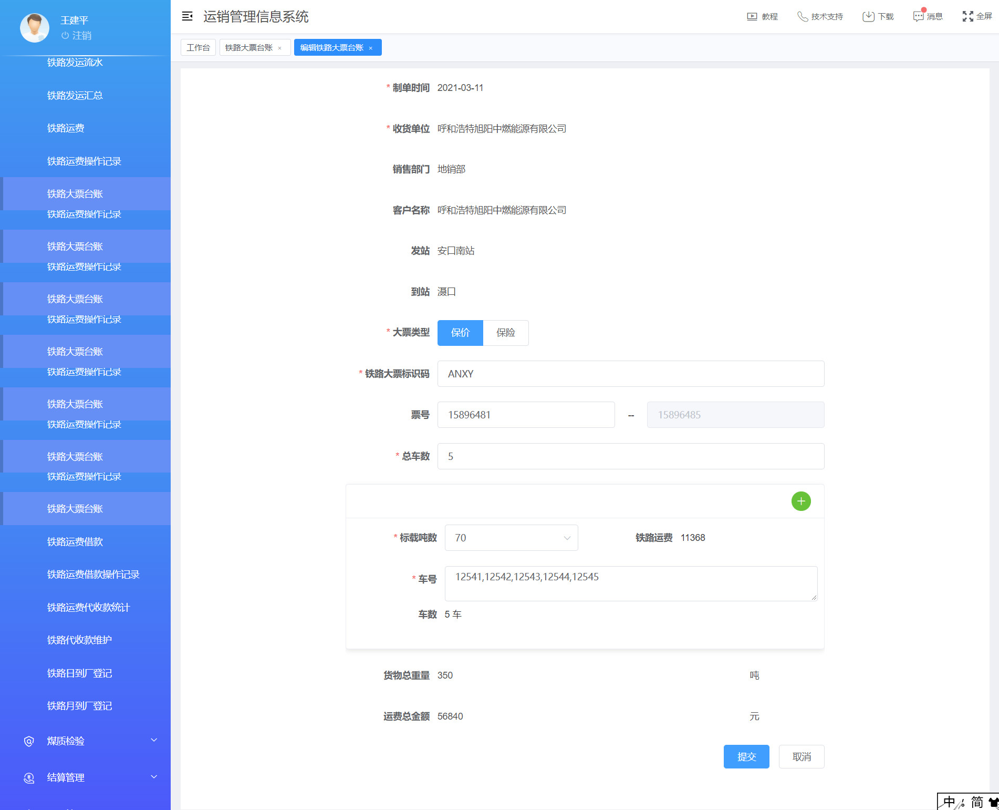 王建平
注销
铁路发运流水
铁路发运汇总
铁路运费
铁路运费操作记录
铁路大票台账
铁路运费操作记录
铁路大票台账
铁路运费操作记录
铁路大票台账
铁路运费操作记录
铁路大票台账
铁路运费操作记录
铁路大票台账
铁路运费操作记录
铁路大票台账
铁路运费操作记录
铁路大票台账
铁路运费借款
铁路运费借款操作记录
铁路运费代收款统计
铁路代收款维护
铁路日到厂登记
铁路月到厂登记
煤质检验
结算管理
运销管理信息系统
教程 技术支持 下载 消息 全屏
工作台 铁路大票台账 × 编辑铁路大票台账 ×
* 制单时间 2021-03-11
* 收货单位 呼和浩特旭阳中燃能源有限公司
销售部门 地销部
客户名称 呼和浩特旭阳中燃能源有限公司
发站 安口南站
到站 滠口
* 大票类型 保价 保险
* 铁路大票标识码 ANXY
票号 15896481 -- 15896485
* 总车数 5
* 标载吨数 70 铁路运费 11368
* 车号 12541,12542,12543,12544,12545
车数 5 车
货物总重量 350 吨
运费总金额 56840 元
提交 取消
中 简